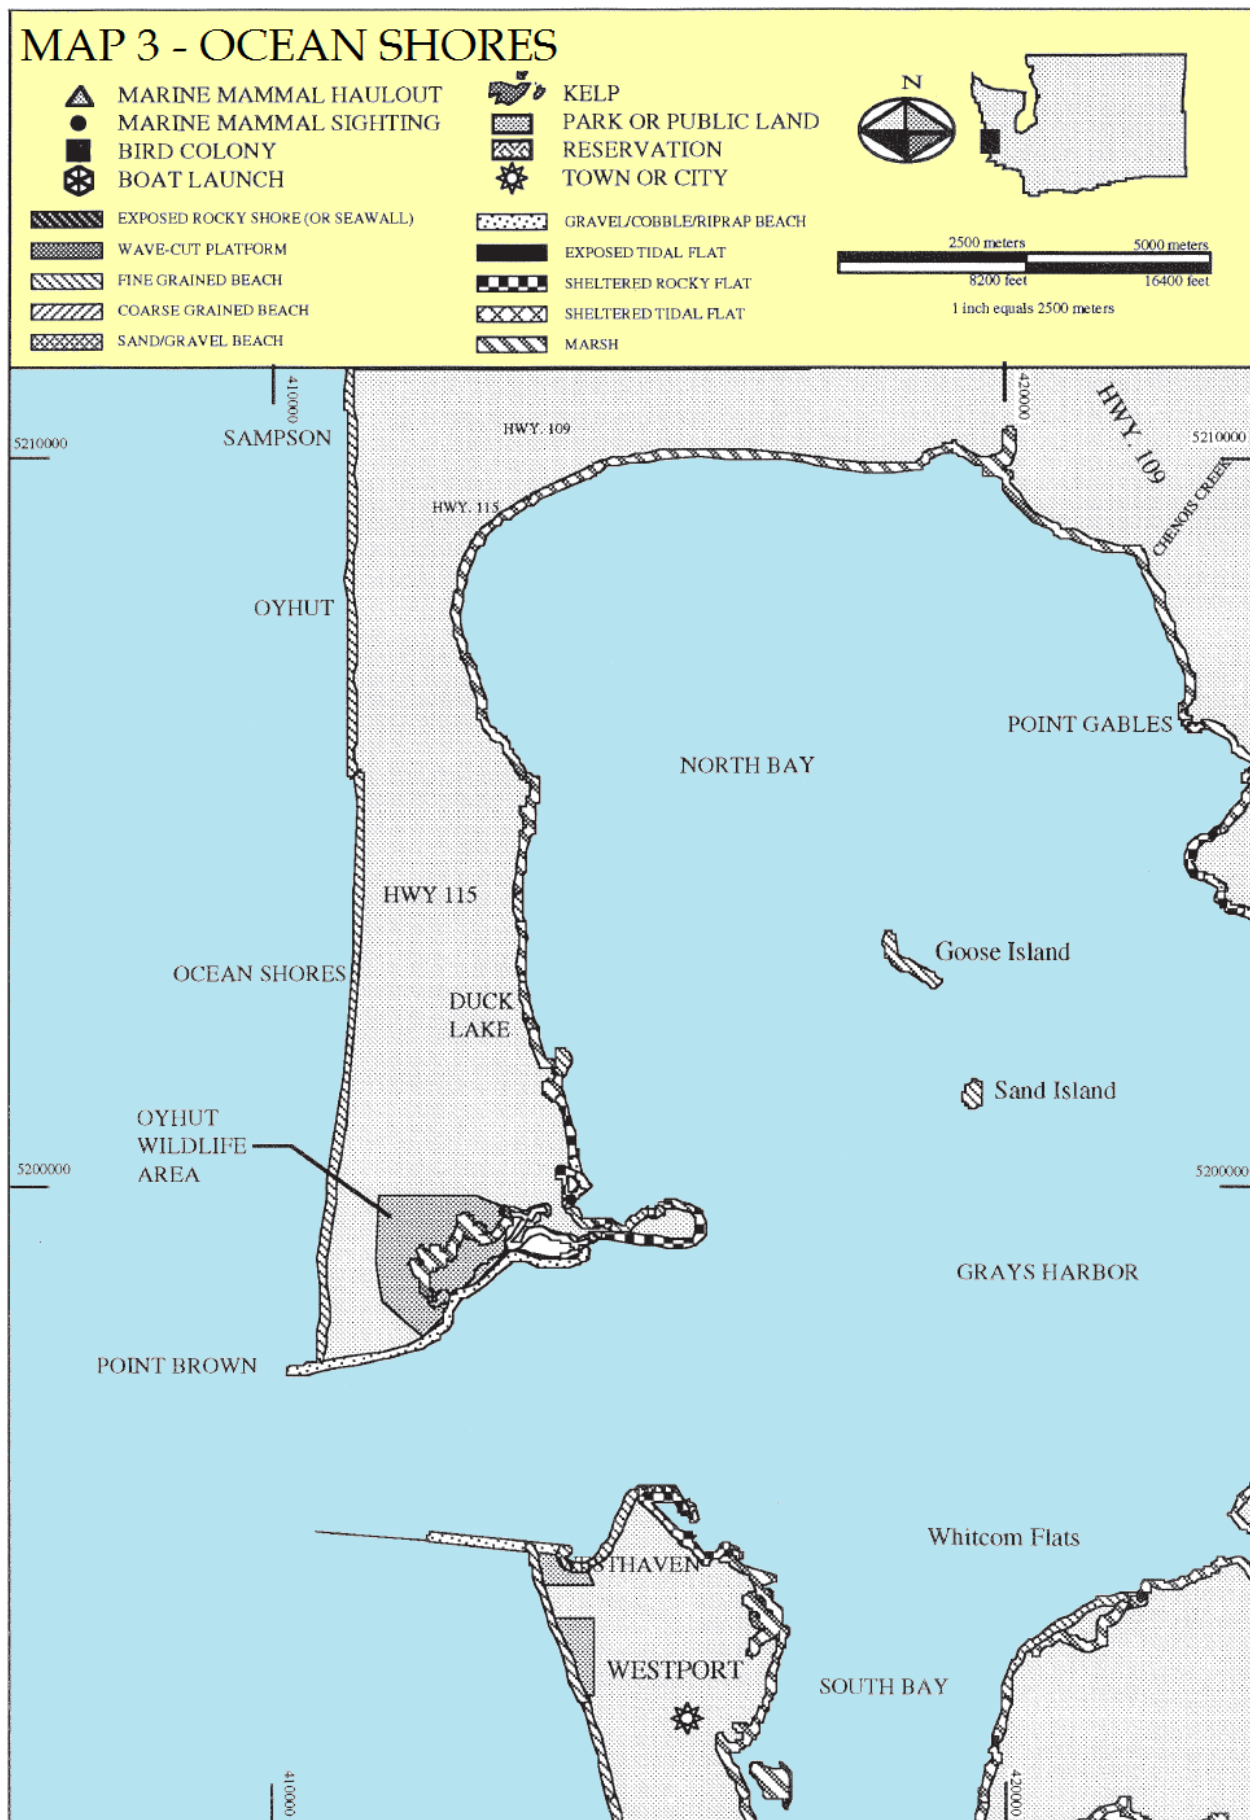 MAP 3 - OCEAN SHORES
MARINE MAMMAL HAULOUT
MARINE MAMMAL SIGHTING
BIRD COLONY
BOAT LAUNCH
KELP
PARK OR PUBLIC LAND
RESERVATION
TOWN OR CITY
N
EXPOSED ROCKY SHORE (OR SEAWALL)
WAVE-CUT PLATFORM
FINE GRAINED BEACH
COARSE GRAINED BEACH
SAND/GRAVEL BEACH
GRAVEL/COBBLE/RIPRAP BEACH
EXPOSED TIDAL FLAT
SHELTERED ROCKY FLAT
SHELTERED TIDAL FLAT
MARSH
2500 meters 5000 meters
8200 feet 16400 feet
1 inch equals 2500 meters
410000
420000
5210000
SAMPSON
HWY. 109
HWY. 109
5210000
CHENOIS CREEK
HWY. 115
OYHUT
POINT GABLES
NORTH BAY
HWY 115
Goose Island
OCEAN SHORES
DUCK
LAKE
Sand Island
OYHUT
WILDLIFE
AREA
5200000
5200000
GRAYS HARBOR
POINT BROWN
Whitcom Flats
WESTPORT
SOUTH BAY
410000
420000